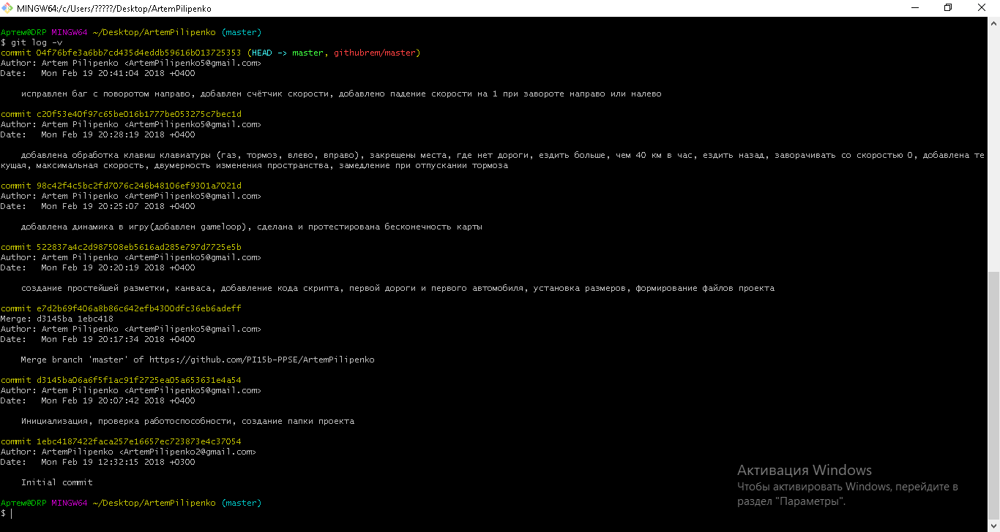 MINGW64:/c/Users/?????/Desktop/ArtemPilipenko
Артем@DRP MINGW64 ~/Desktop/ArtemPilipenko (master)
$ git log -v
commit 04f76bfe3a6bb7cd435d4eddb59616b013725353 (HEAD -> master, githubrem/master)
Author: Artem Pilipenko <ArtemPilipenko5@gmail.com>
Date:   Mon Feb 19 20:41:04 2018 +0400
исправлен баг с поворотом направо, добавлен счётчик скорости, добавлено падение скорости на 1 при завороте направо или налево
commit c20f53e40f97c65be016b1777be053275c7bec1d
Author: Artem Pilipenko <ArtemPilipenko5@gmail.com>
Date:   Mon Feb 19 20:28:19 2018 +0400
добавлена обработка клавиш клавиатуры (газ, тормоз, влево, вправо), закрещены места, где нет дороги, ездить больше, чем 40 км в час, ездить назад, заворачивать со скоростью 0, добавлена те
кущая, максимальная скорость, двумерность изменения пространства, замедление при отпускании тормоза
commit 98c42f4c5bc2fd7076c246b48106ef9301a7021d
Author: Artem Pilipenko <ArtemPilipenko5@gmail.com>
Date:   Mon Feb 19 20:25:07 2018 +0400
добавлена динамика в игру(добавлен gameloop), сделана и протестирована бесконечность карты
commit 522837a4c2d987508eb5616ad285e797d7725e5b
Author: Artem Pilipenko <ArtemPilipenko5@gmail.com>
Date:   Mon Feb 19 20:20:19 2018 +0400
создание простейшей разметки, канваса, добавление кода скрипта, первой дороги и первого автомобиля, установка размеров, формирование файлов проекта
commit e7d2b69f406a8b86c642efb4300dfc36eb6adeff
Merge: d3145ba 1ebc418
Author: Artem Pilipenko <ArtemPilipenko5@gmail.com>
Date:   Mon Feb 19 20:17:34 2018 +0400
Merge branch 'master' of https://github.com/PI15b-PPSE/ArtemPilipenko
commit d3145ba06a6f5f1ac91f2725ea05a653631e4a54
Author: Artem Pilipenko <ArtemPilipenko5@gmail.com>
Date:   Mon Feb 19 20:07:42 2018 +0400
Инициализация, проверка работоспособности, создание папки проекта
commit 1ebc4187422faca257e16657ec723873e4c37054
Author: ArtemPilipenko <ArtemPilipenko2@gmail.com>
Date:   Mon Feb 19 12:32:15 2018 +0300
Initial commit
Артем@DRP MINGW64 ~/Desktop/ArtemPilipenko (master)
$
Активация Windows
Чтобы активировать Windows, перейдите в
раздел "Параметры".